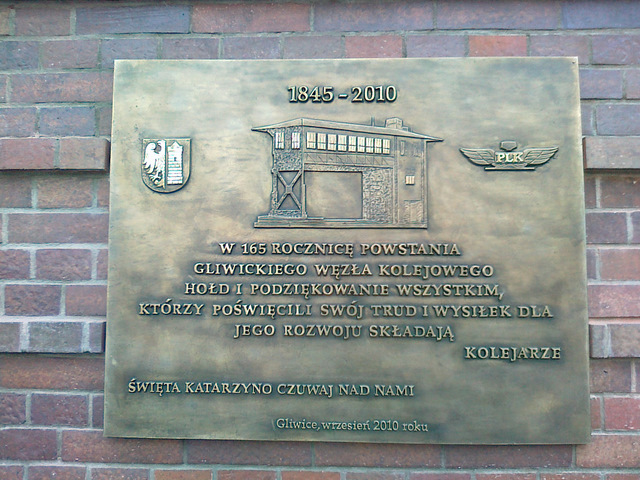 1845 - 2010
PLK
W 165 ROCZNICĘ POWSTANIA
GLIWICKIEGO WĘZŁA KOLEJOWEGO
HOŁD I PODZIĘKOWANIE WSZYSTKIM,
KTÓRZY POŚWIĘCILI SWÓJ TRUD I WYSIŁEK DLA
JEGO ROZWOJU SKŁADAJĄ
KOLEJARZE
ŚWIĘTA KATARZYNO CZUWAJ NAD NAMI
Gliwice, wrzesień 2010 roku